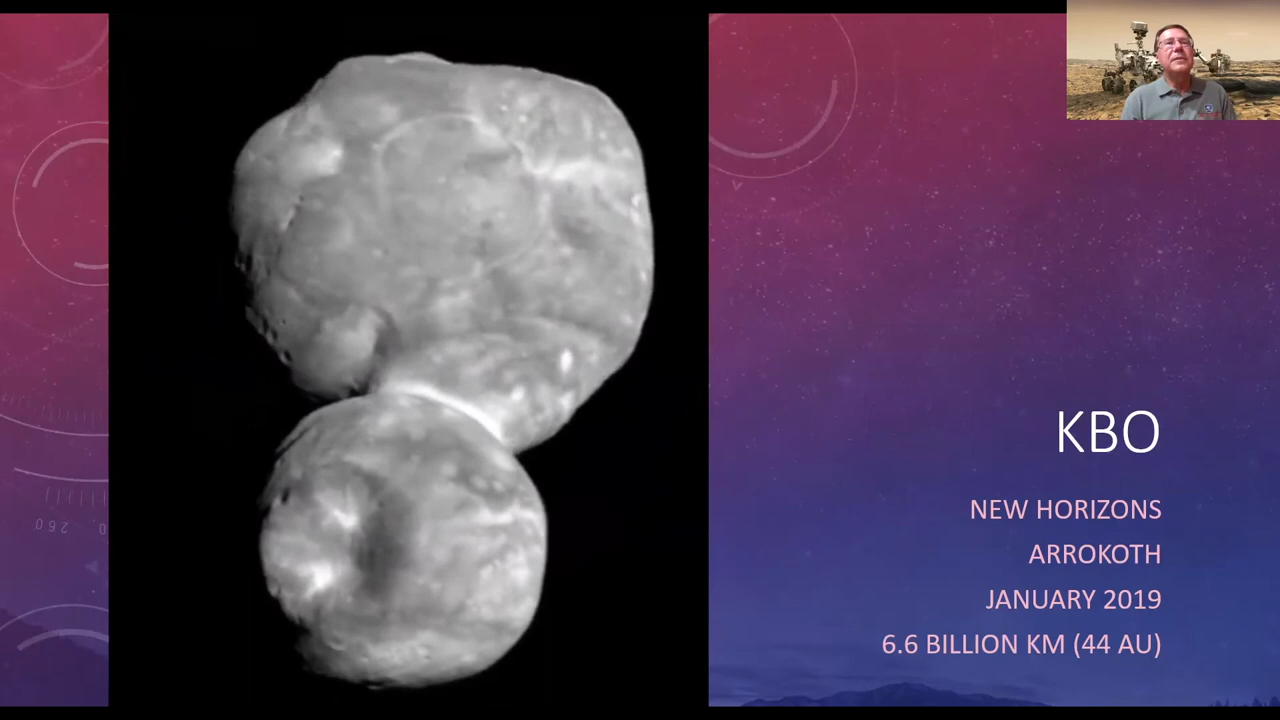 KBO
NEW HORIZONS
ARROKOTH
JANUARY 2019
6.6 BILLION KM (44 AU)